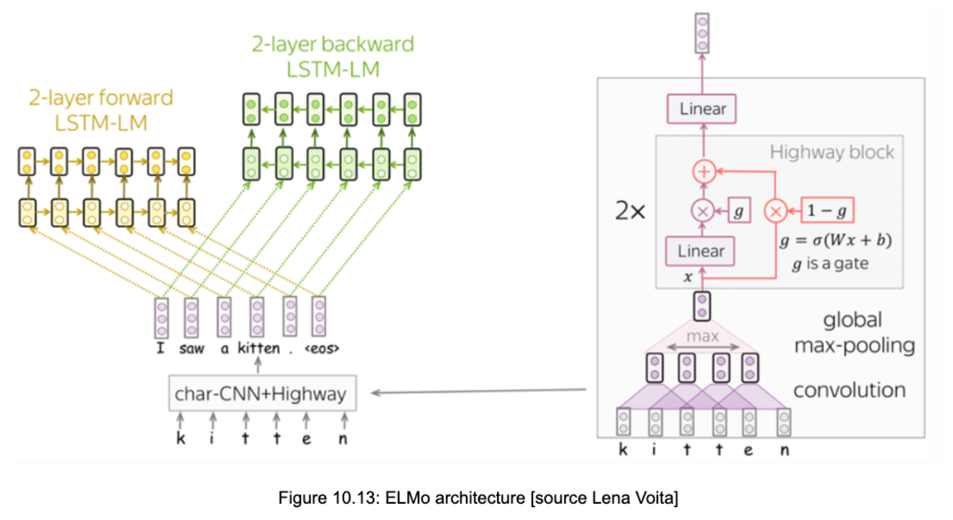 2-layer backward
LSTM-LM
2-layer forward
LSTM-LM
I saw a kitten . <eos>
char-CNN+Highway
k i t t e n
Linear
Highway block
+
2×
× g × 1 − g
Linear
g = σ(Wx + b)
g is a gate
x
global
max-pooling
max
convolution
k i t t e n
Figure 10.13: ELMo architecture [source Lena Voita]